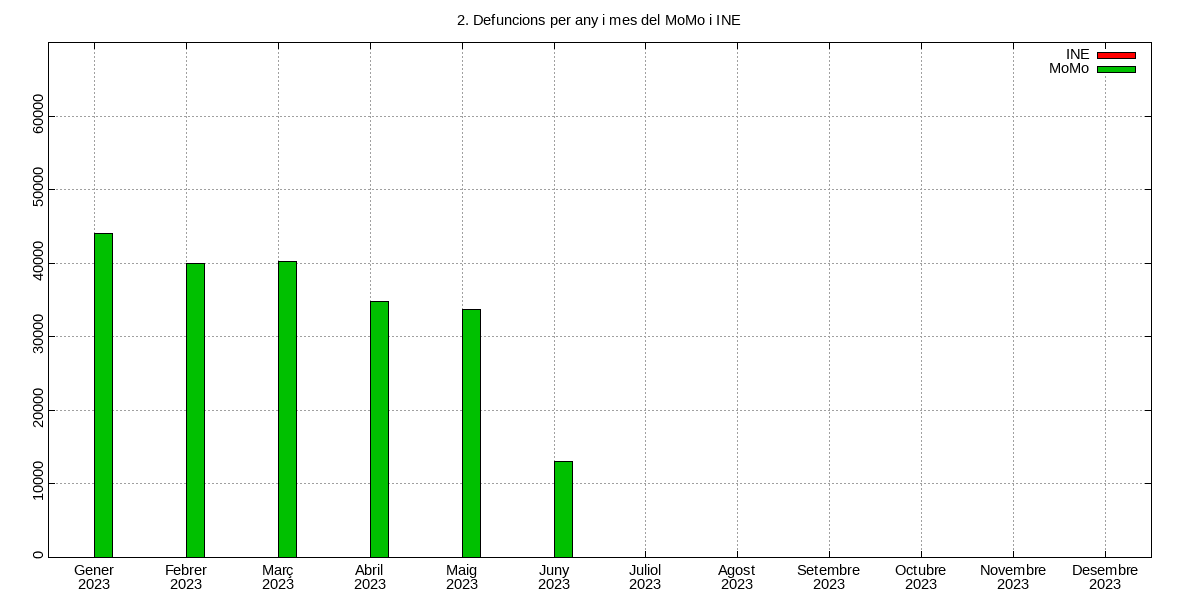 2. Defuncions per any i mes del MoMo i INE
INE
MoMo
60000
50000
40000
30000
20000
10000
0
Gener Febrer Març Abril Maig Juny Juliol Agost Setembre Octubre Novembre Desembre
2023 2023 2023 2023 2023 2023 2023 2023 2023 2023 2023 2023